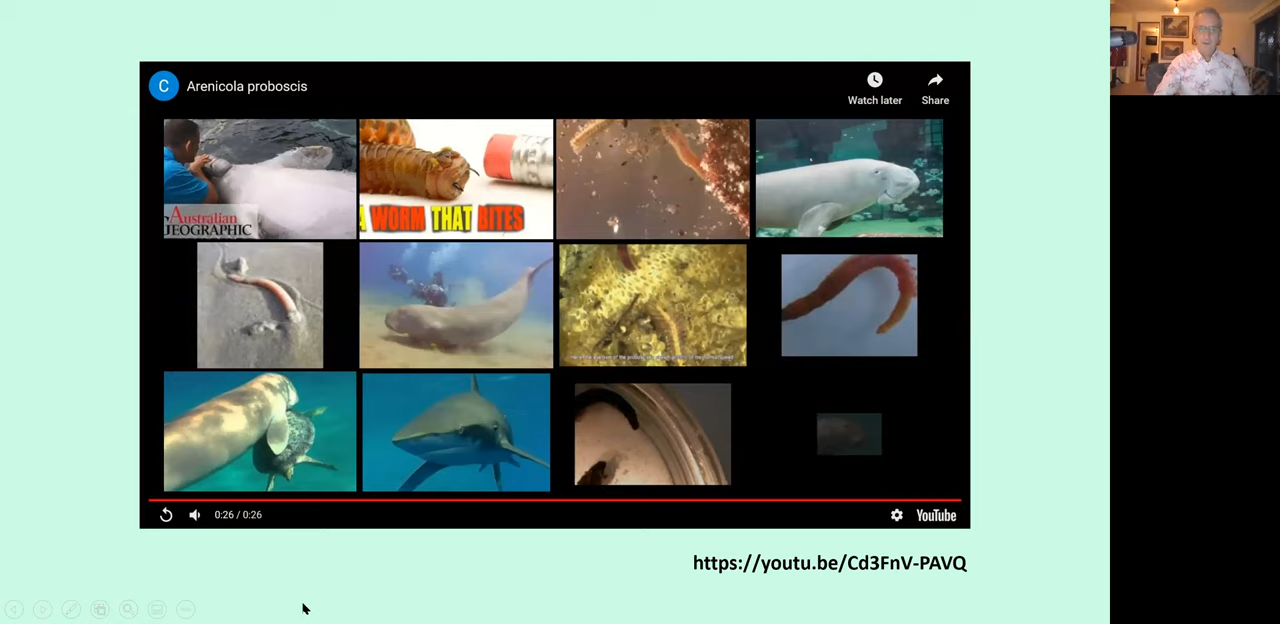 C
Arenicola proboscis
Watch later
Share
Australian
GEOGRAPHIC
A WORM THAT BITES
0:26 / 0:26
YouTube
https://youtu.be/Cd3FnV-PAVQ